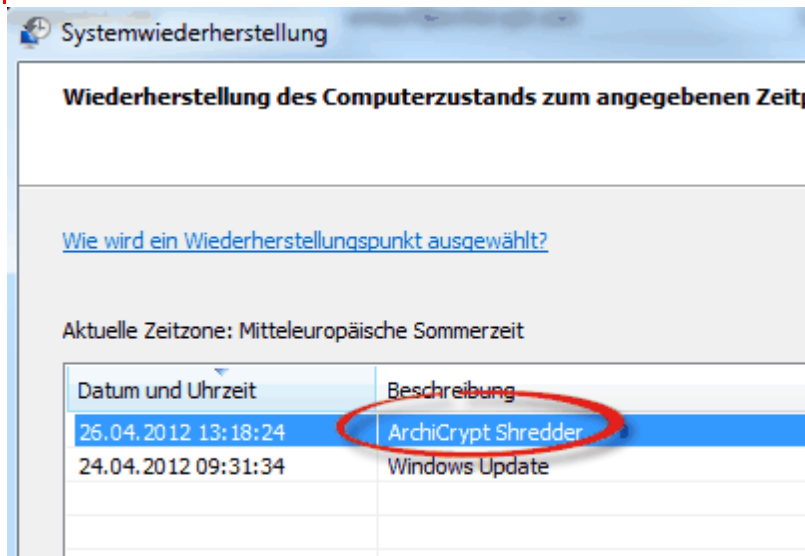 Systemwiederherstellung
Wiederherstellung des Computerzustands zum angegebenen Zeitp
Wie wird ein Wiederherstellungspunkt ausgewählt?
Aktuelle Zeitzone: Mitteleuropäische Sommerzeit
Datum und Uhrzeit Beschreibung
26.04.2012 13:18:24 ArchiCrypt Shredder
24.04.2012 09:31:34 Windows Update